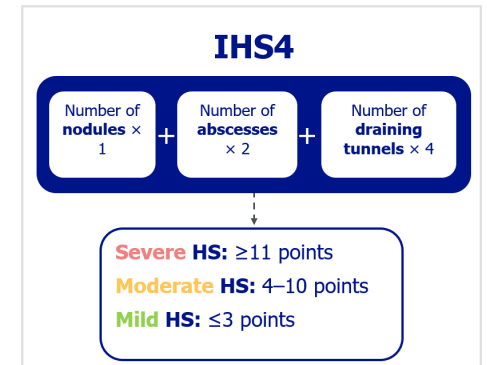 IHS4
Number of
nodules ×
1
+
Number of
abscesses
× 2
+
Number of
draining
tunnels × 4
Severe HS: ≥11 points
Moderate HS: 4–10 points
Mild HS: ≤3 points